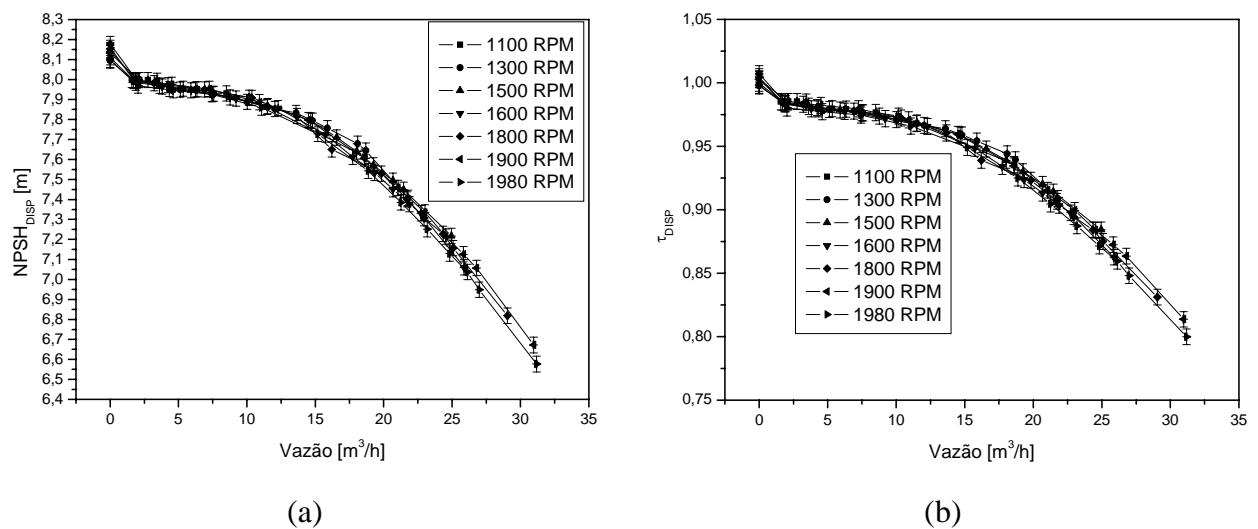 8,3
8,2
8,1
8,0
7,9
7,8
7,7
7,6
7,5
7,4
7,3
7,2
7,1
7,0
6,9
6,8
6,7
6,6
6,5
6,4
NPSH_DISP [m]
1100 RPM
1300 RPM
1500 RPM
1600 RPM
1800 RPM
1900 RPM
1980 RPM
0 5 10 15 20 25 30 35
Vazão [m³/h]
(a)
1,05
1,00
0,95
0,90
0,85
0,80
0,75
τ_DISP
1100 RPM
1300 RPM
1500 RPM
1600 RPM
1800 RPM
1900 RPM
1980 RPM
0 5 10 15 20 25 30 35
Vazão [m³/h]
(b)